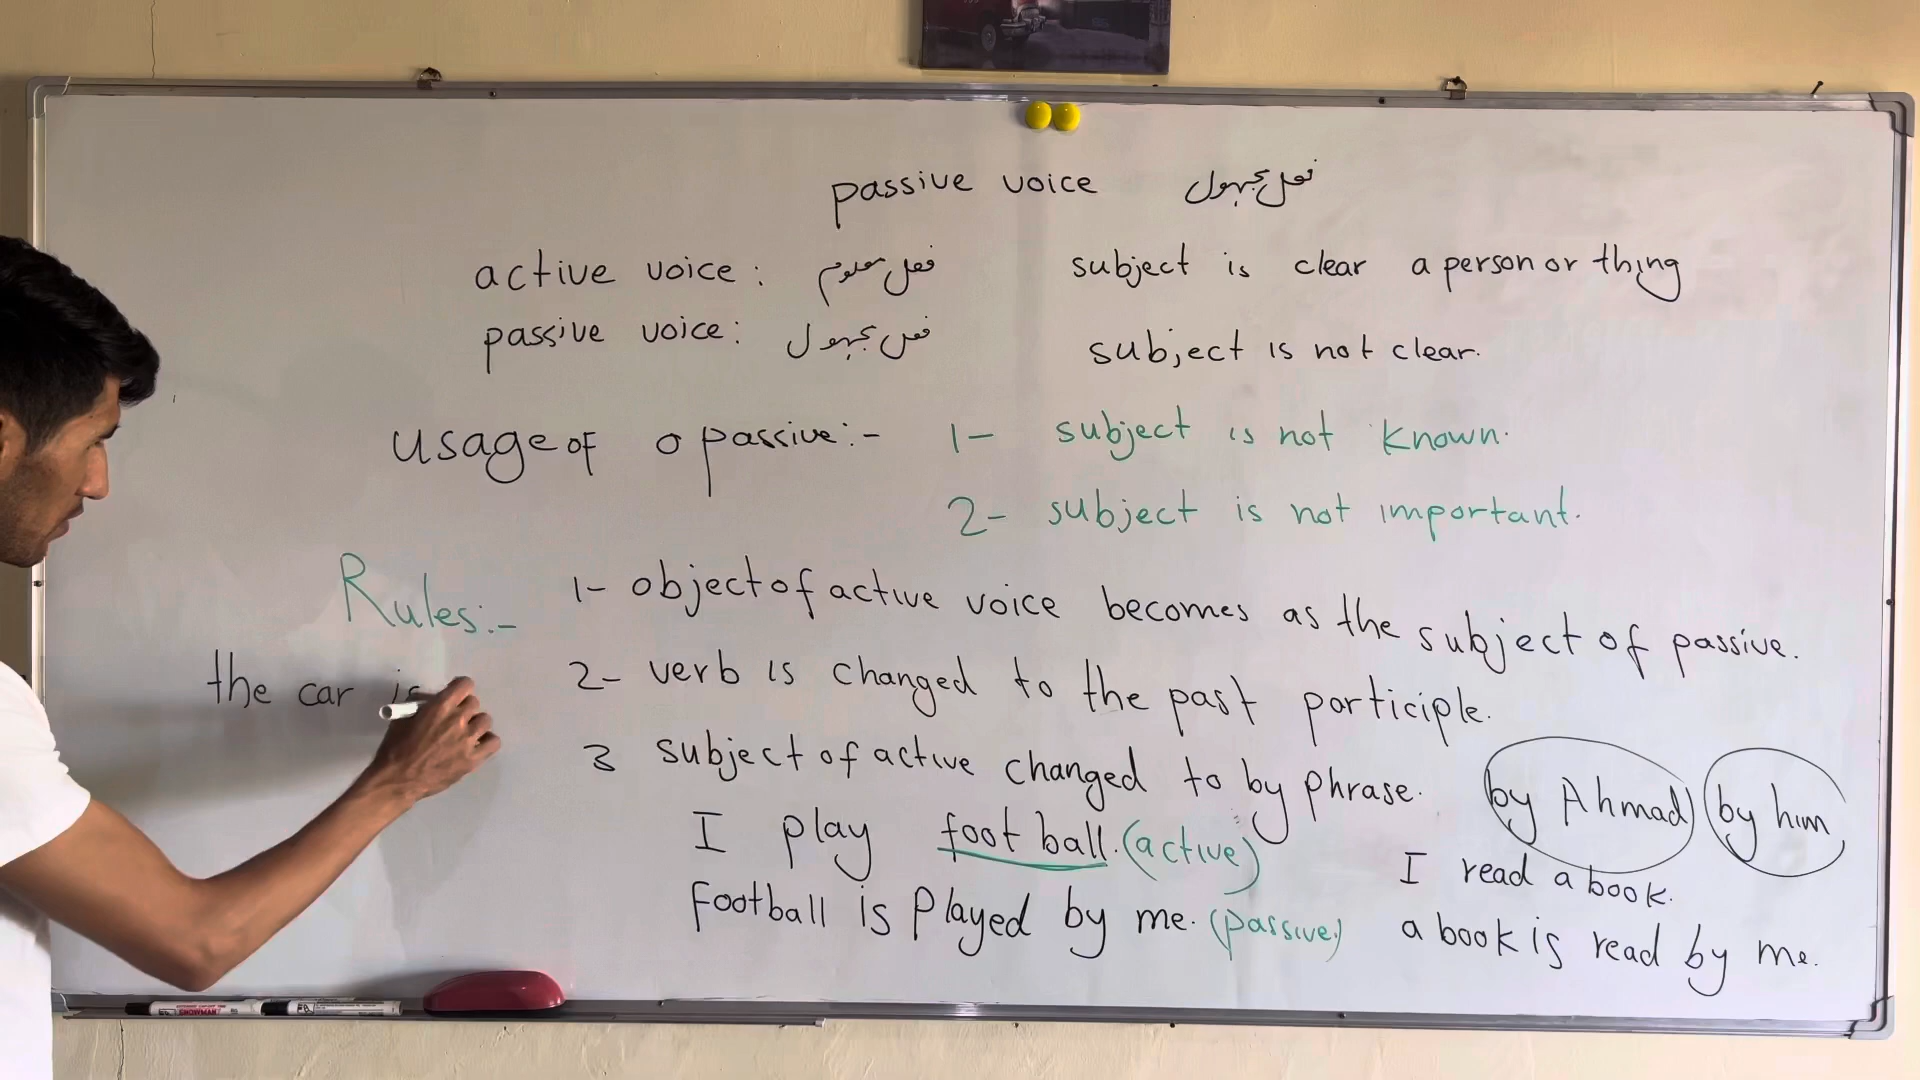 passive voice فعل مجهول
active voice : فعل معلوم subject is clear a person or thing
passive voice: فعل مجهول subject is not clear.
usage of o passive:- 1- subject is not known.
2- subject is not important.
Rules:- 1- object of active voice becomes as the subject of passive.
the car is
2- verb is changed to the past participle.
3 subject of active changed to by phrase. by Ahmad by him
I play foot ball. (active)
Football is played by me. (passive)
I read a book.
a book is read by me.
SNOWMAN